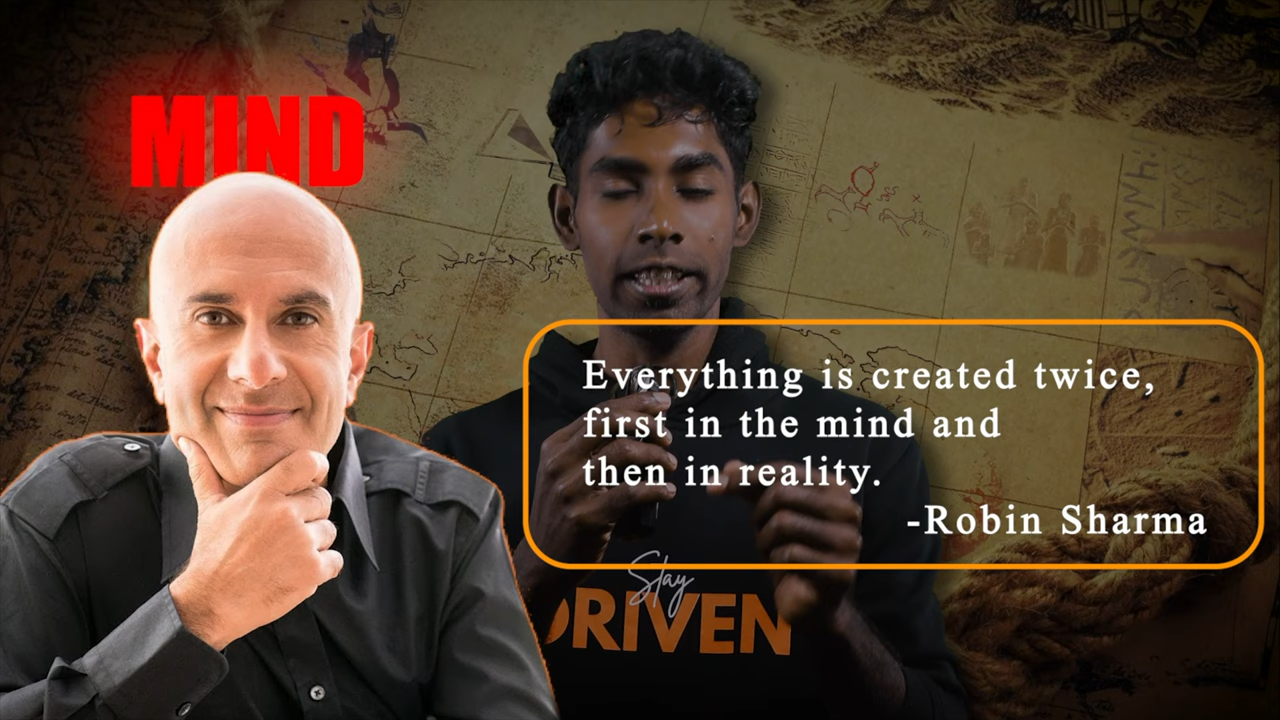 MIND
Everything is created twice,
first in the mind and
then in reality.
-Robin Sharma
Stay
DRIVEN